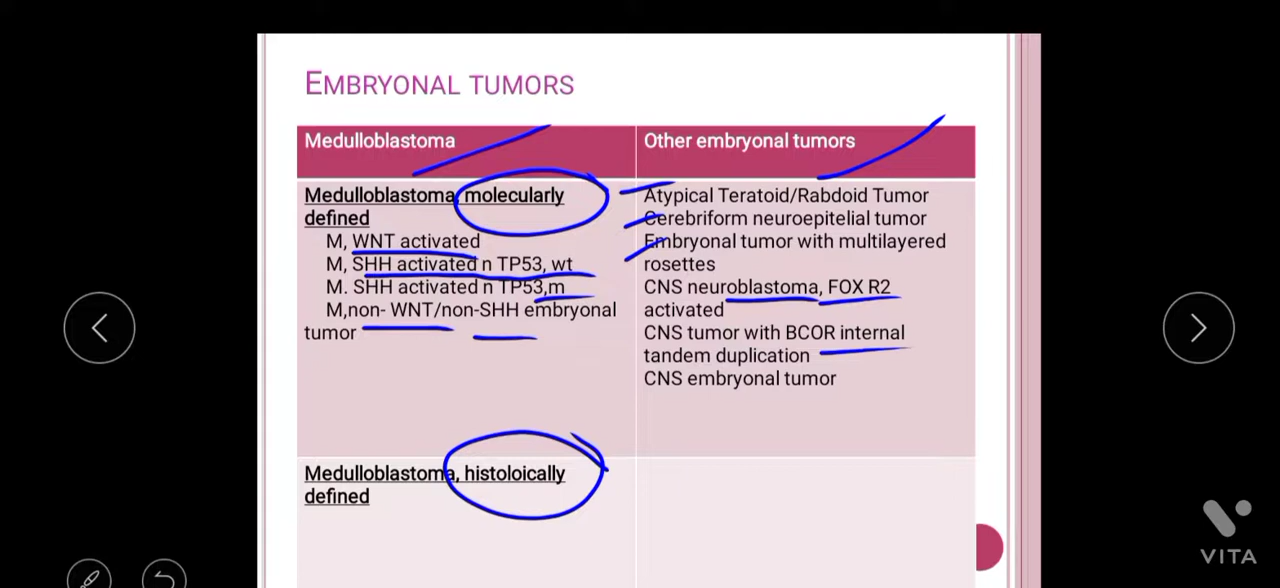 EMBRYONAL TUMORS
Medulloblastoma
Medulloblastoma, molecularly
defined
M, WNT activated
M, SHH activated n TP53, wt
M. SHH activated n TP53,m
M,non- WNT/non-SHH embryonal
tumor
Medulloblastoma, histoloically
defined
Other embryonal tumors
Atypical Teratoid/Rabdoid Tumor
Cerebriform neuroepitelial tumor
Embryonal tumor with multilayered
rosettes
CNS neuroblastoma, FOX R2
activated
CNS tumor with BCOR internal
tandem duplication
CNS embryonal tumor
VITA